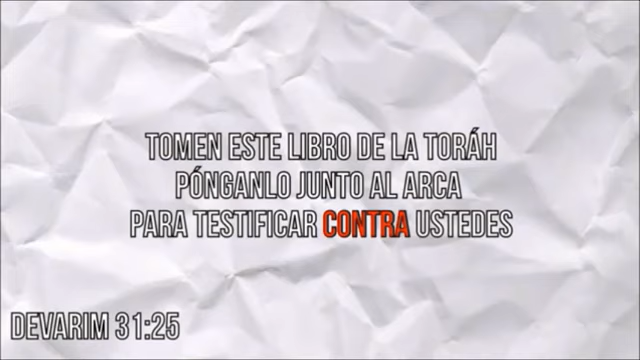 TOMEN ESTE LIBRO DE LA TORÁH
PÓNGANLO JUNTO AL ARCA
PARA TESTIFICAR CONTRA USTEDES
DEVARIM 31:25